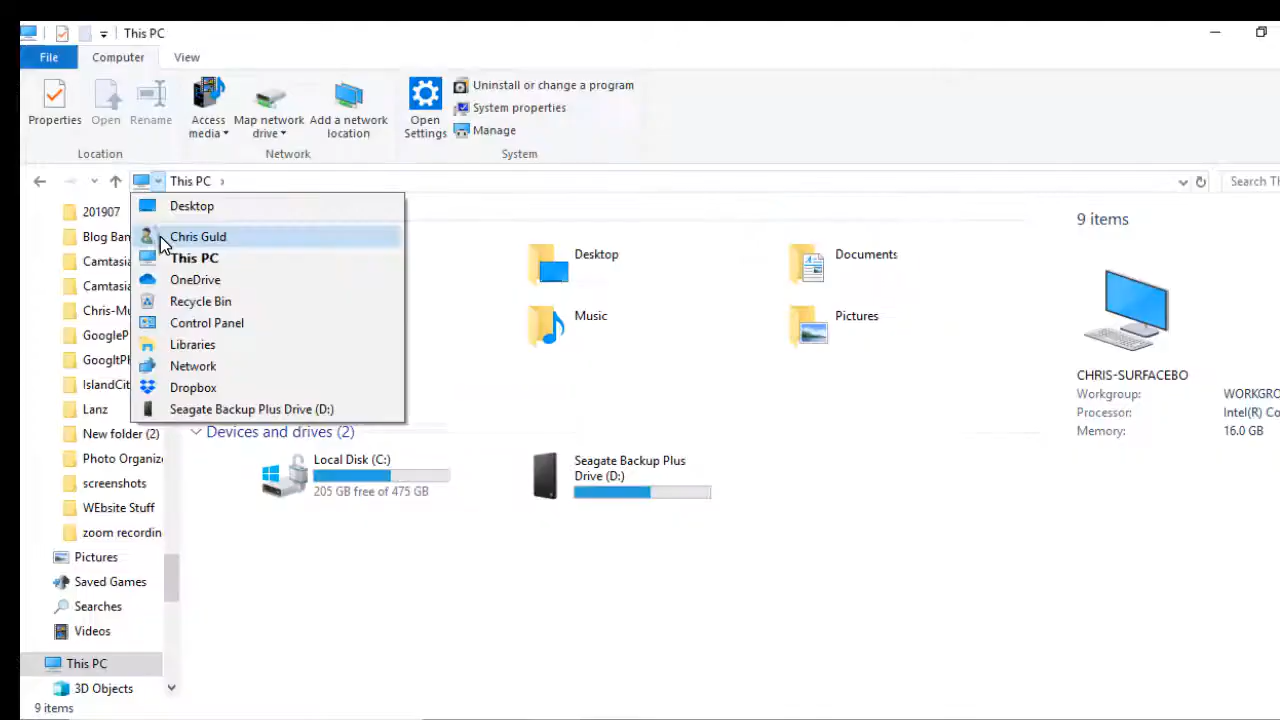 This PC
File
Computer
View
Properties
Open
Rename
Access media
Map network drive
Add a network location
Open Settings
Uninstall or change a program
System properties
Manage
Location
Network
System
This PC
Search Th
Desktop
Chris Guld
This PC
OneDrive
Recycle Bin
Control Panel
Libraries
Network
Dropbox
Seagate Backup Plus Drive (D:)
201907
Blog Ban
Camtasia
Camtasia
Chris-Mu
GoogleP
GoogltPh
IslandCit
Lanz
New folder (2)
Photo Organize
screenshots
WEbsite Stuff
zoom recordin
Pictures
Saved Games
Searches
Videos
This PC
3D Objects
9 items
Desktop
Documents
Music
Pictures
Devices and drives (2)
Local Disk (C:)
205 GB free of 475 GB
Seagate Backup Plus
Drive (D:)
9 items
CHRIS-SURFACEBO
Workgroup: WORKGRO
Processor: Intel(R) Co
Memory: 16.0 GB